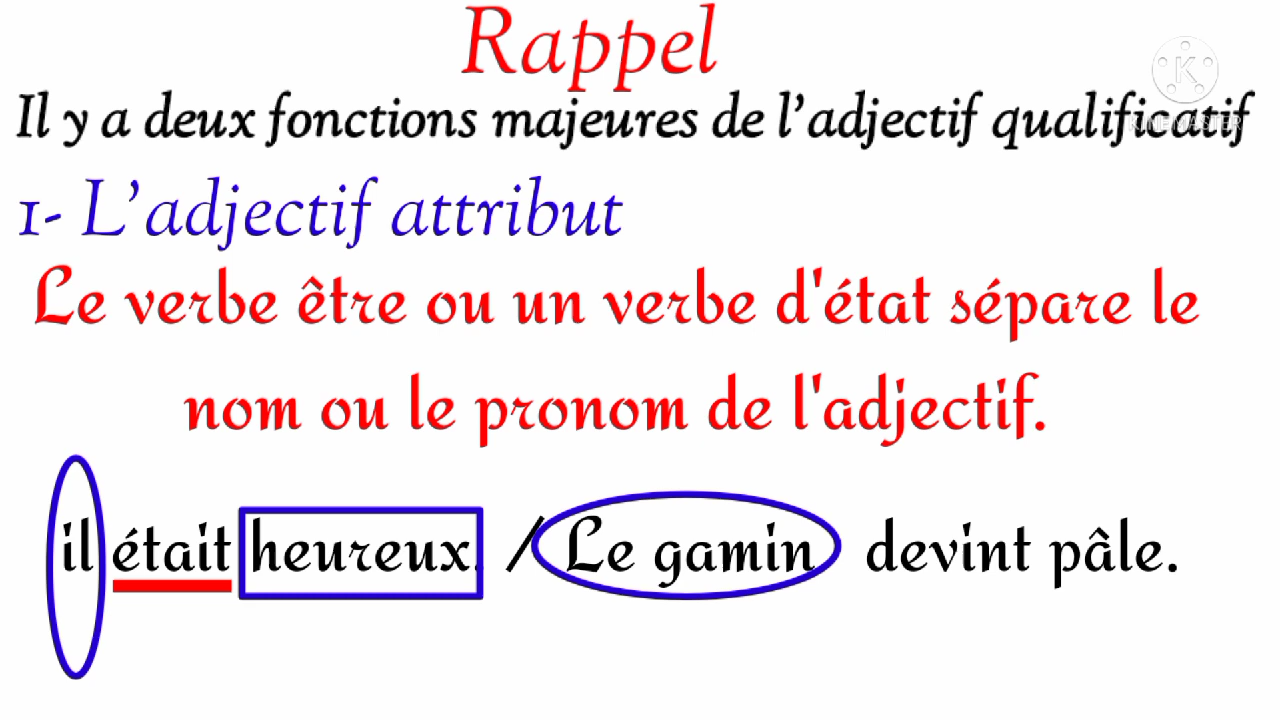 Rappel
K
KINEMASTER
Il y a deux fonctions majeures de l’adjectif qualificatif
1- L’adjectif attribut
Le verbe être ou un verbe d'état sépare le
nom ou le pronom de l'adjectif.
il était heureux. / Le gamin devint pâle.